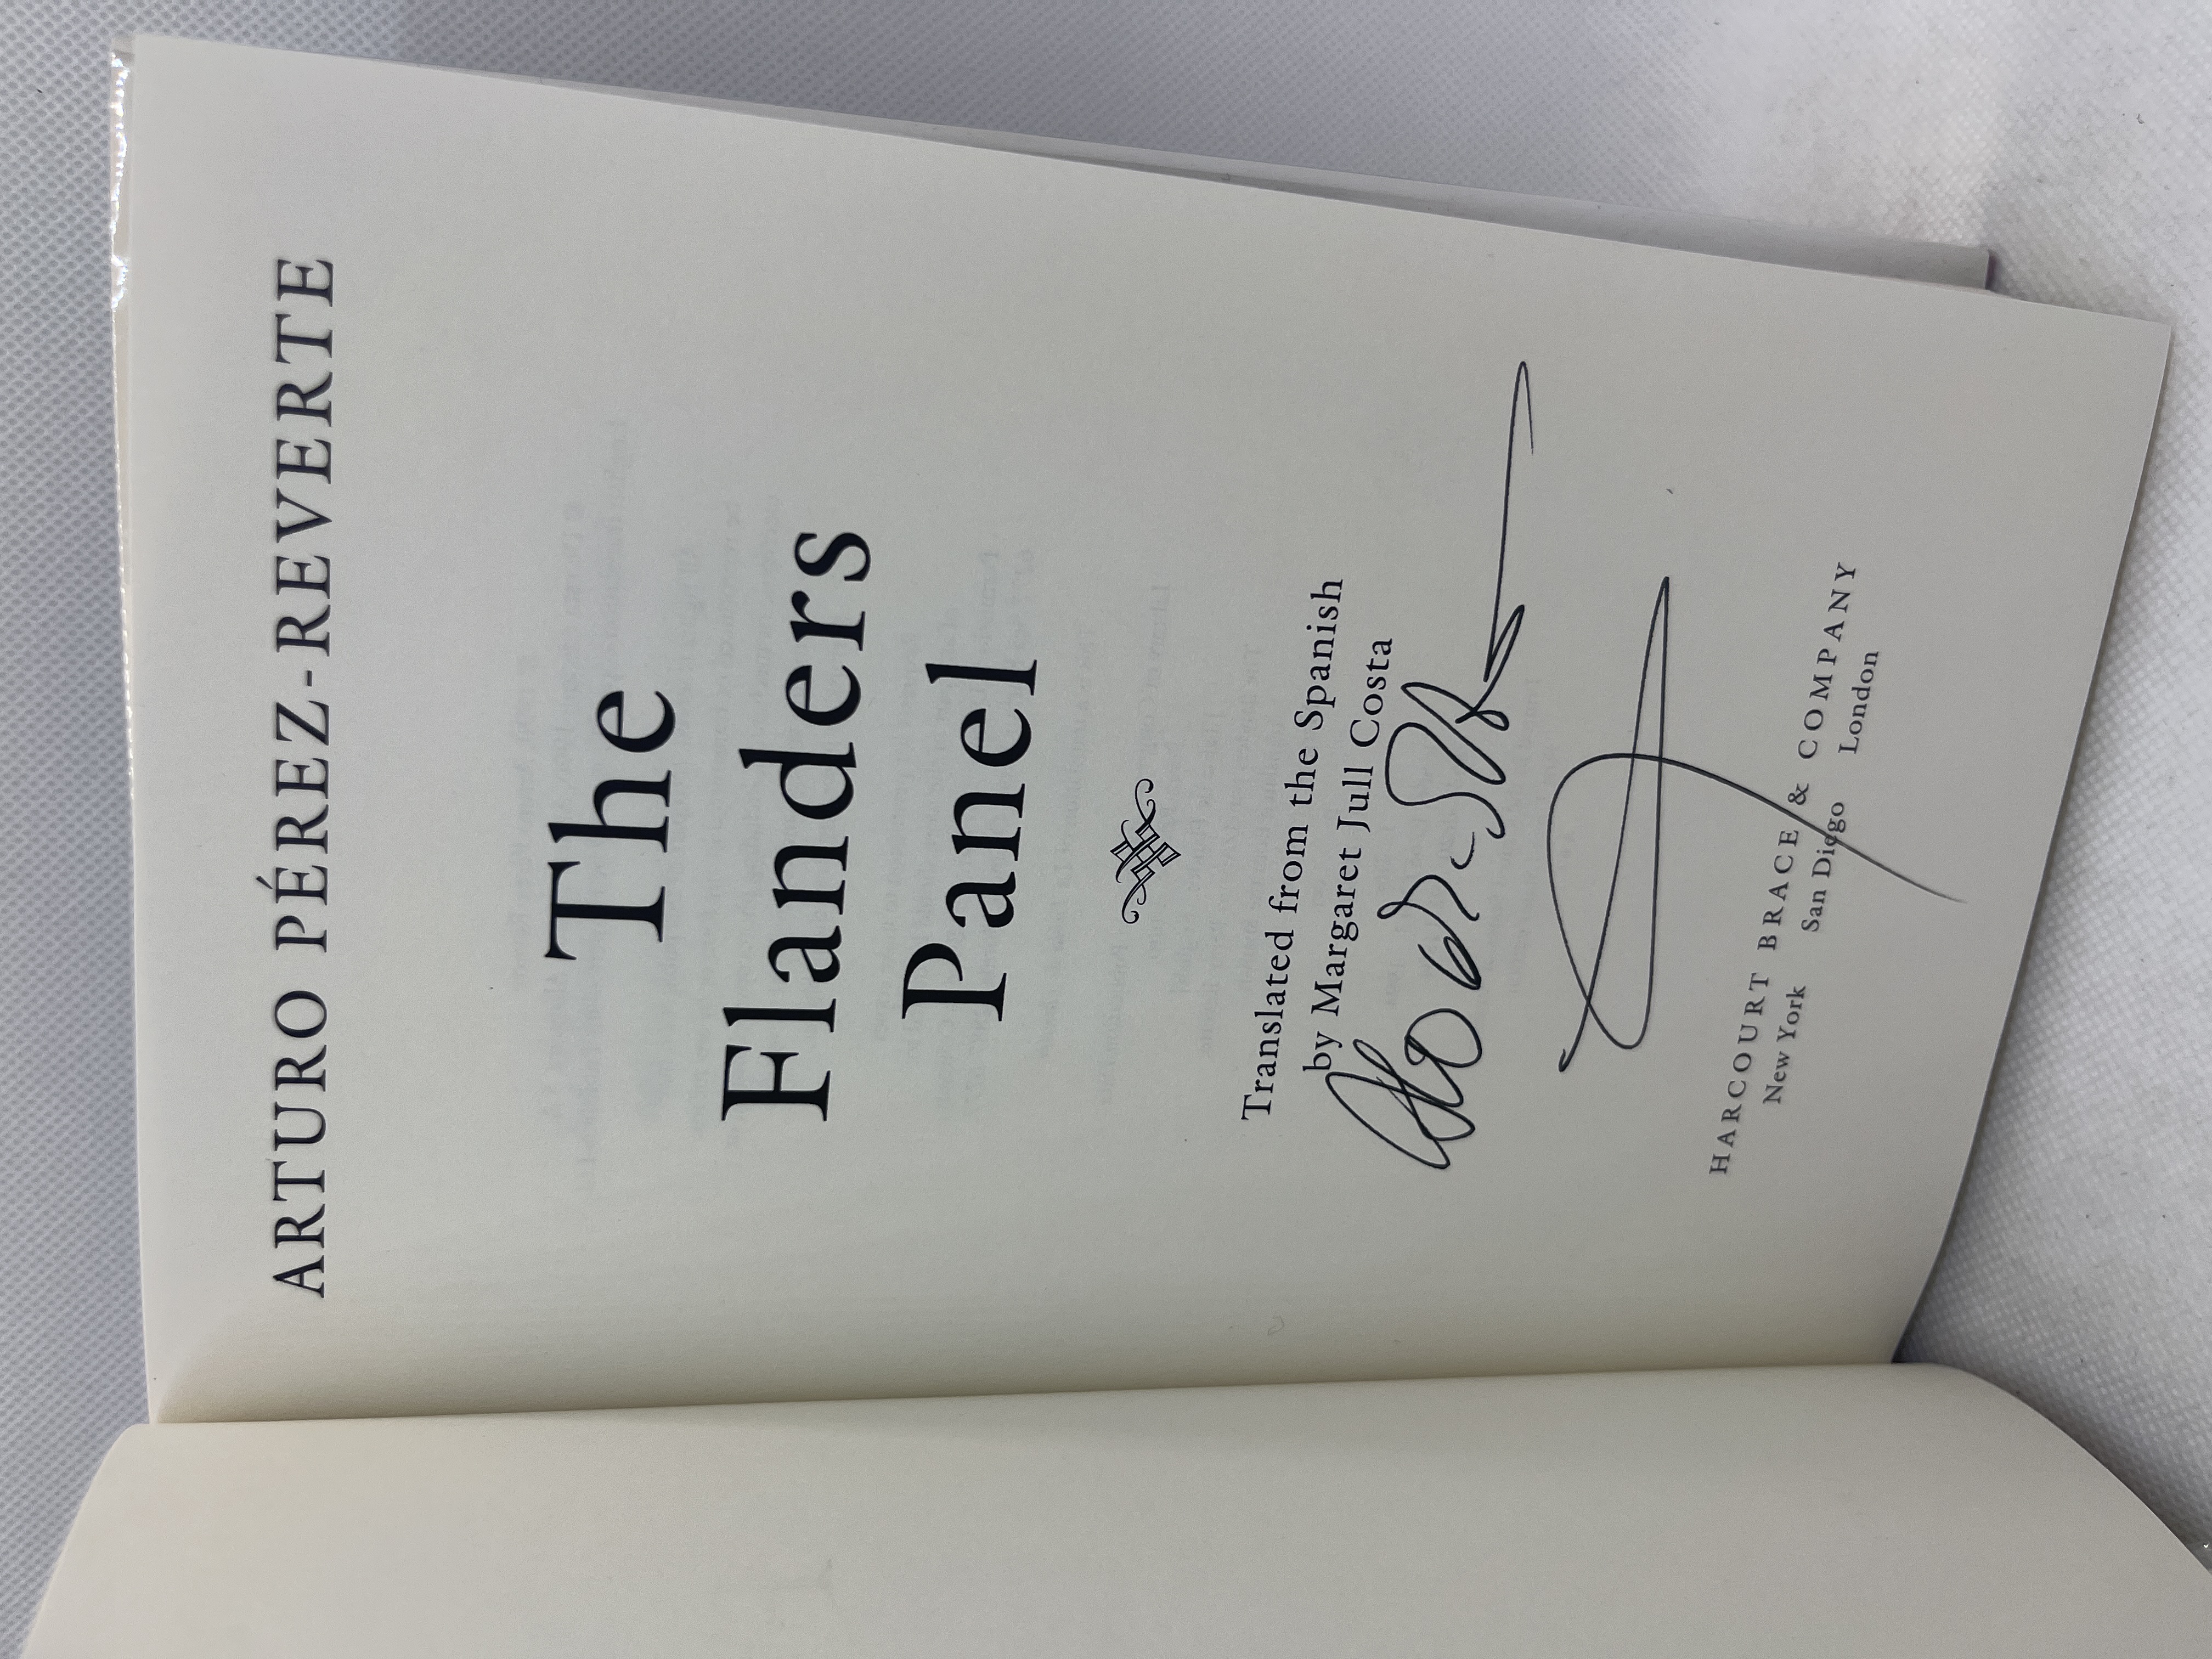 ARTURO PÉREZ-REVERTE
The
Flanders
Panel
Translated from the Spanish
by Margaret Jull Costa
HARCOURT BRACE & COMPANY
New York San Diego London